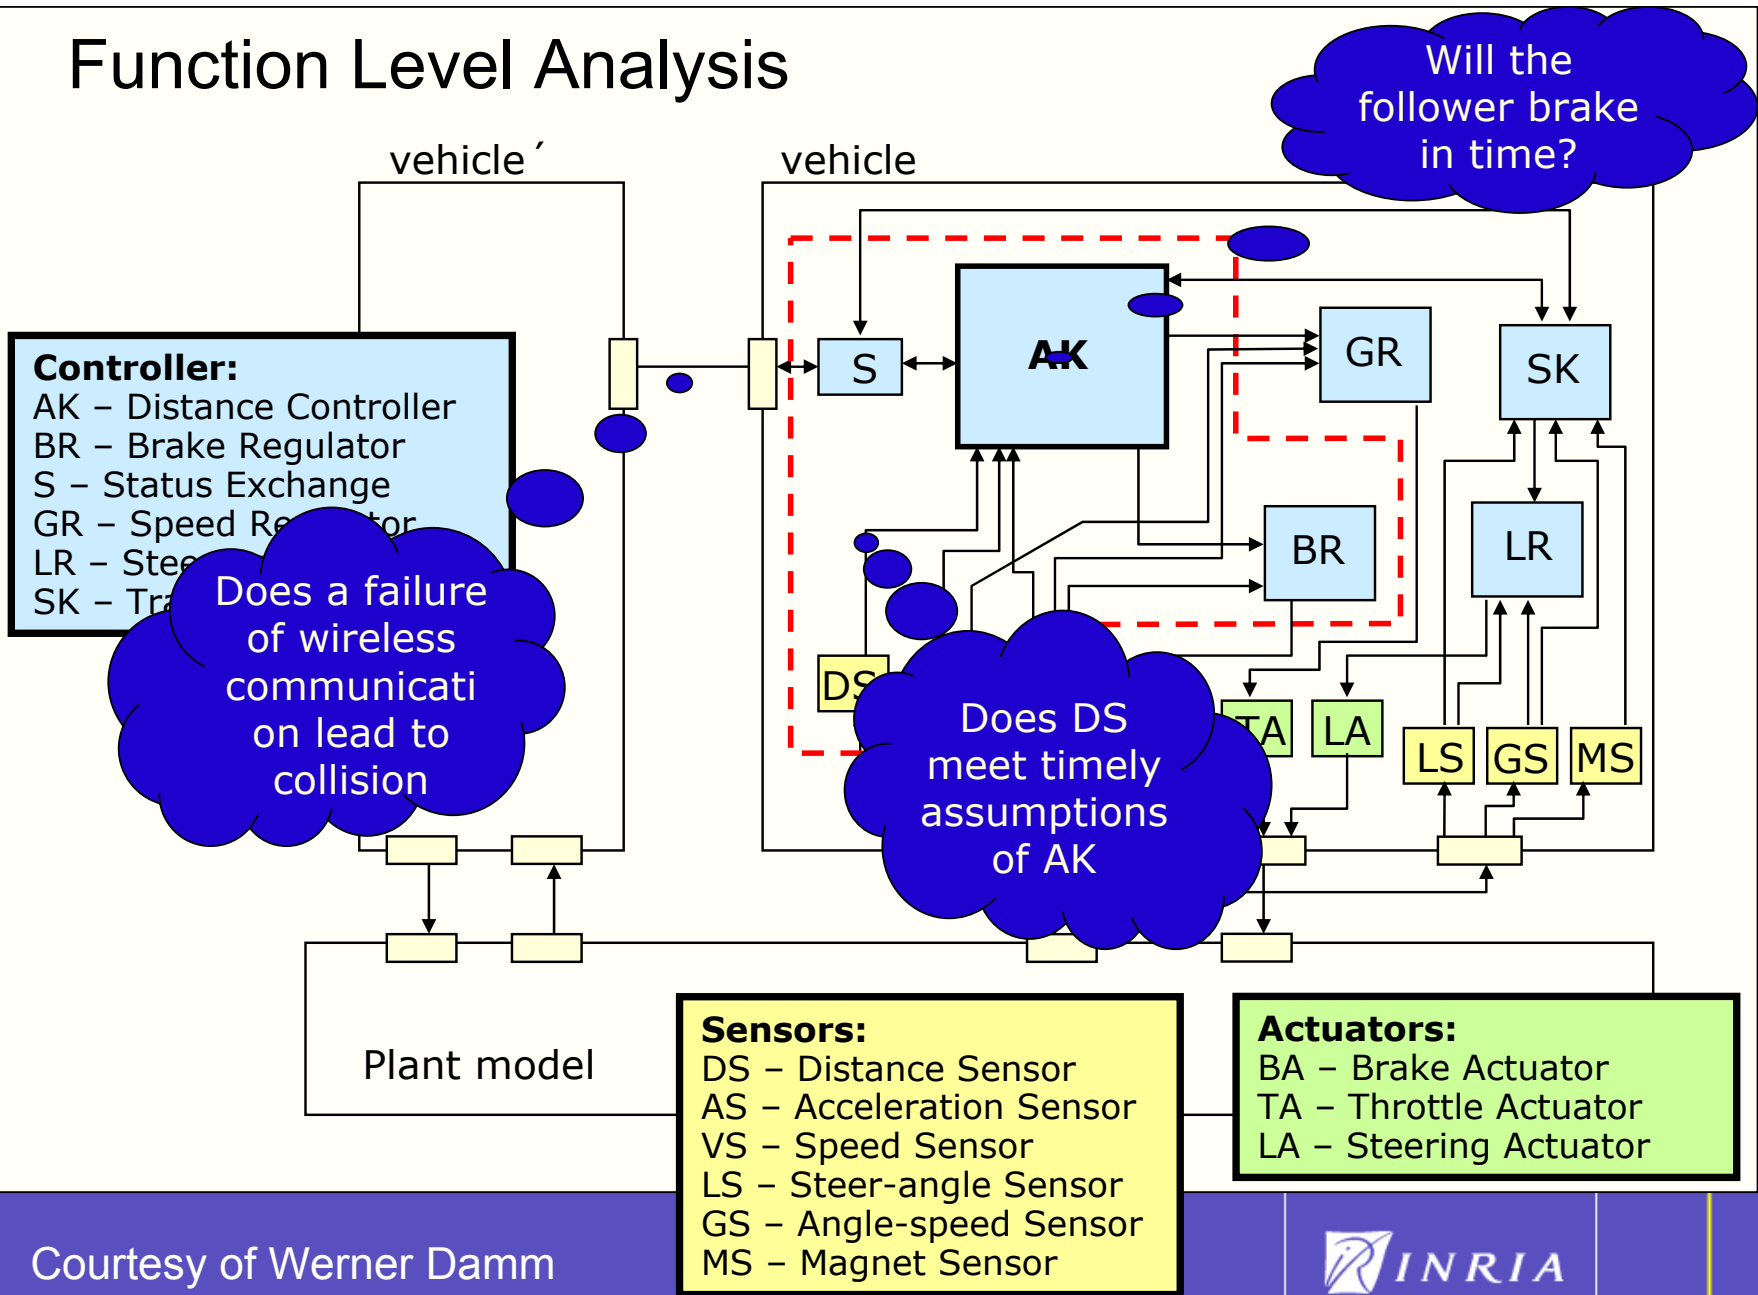 Function Level Analysis
Will the
follower brake
in time?
vehicle´
vehicle
Controller:
AK – Distance Controller
BR – Brake Regulator
S – Status Exchange
GR – Speed
LR –
SK –
Does a failure
of wireless
communicati
on lead to
collision
S
AK
GR
SK
BR
LR
DS
TA
LA
LS
GS
MS
Does DS
meet timely
assumptions
of AK
Plant model
Sensors:
DS – Distance Sensor
AS – Acceleration Sensor
VS – Speed Sensor
LS – Steer-angle Sensor
GS – Angle-speed Sensor
MS – Magnet Sensor
Actuators:
BA – Brake Actuator
TA – Throttle Actuator
LA – Steering Actuator
Courtesy of Werner Damm
INRIA